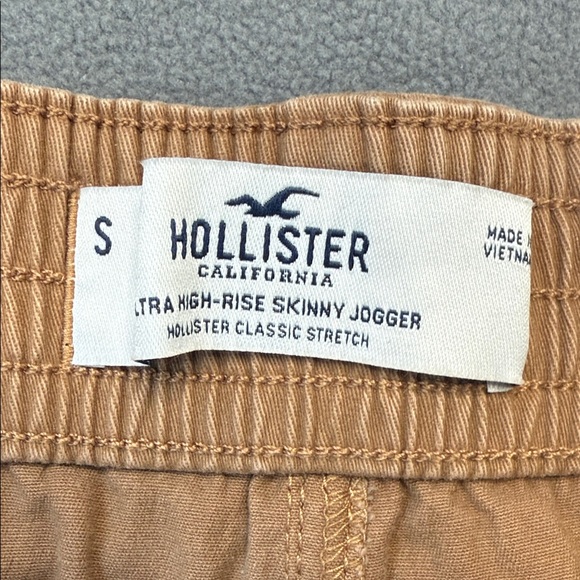 S
HOLLISTER
CALIFORNIA
LTRA HIGH-RISE SKINNY JOGGER
HOLLISTER CLASSIC STRETCH
MADE
VIETNA